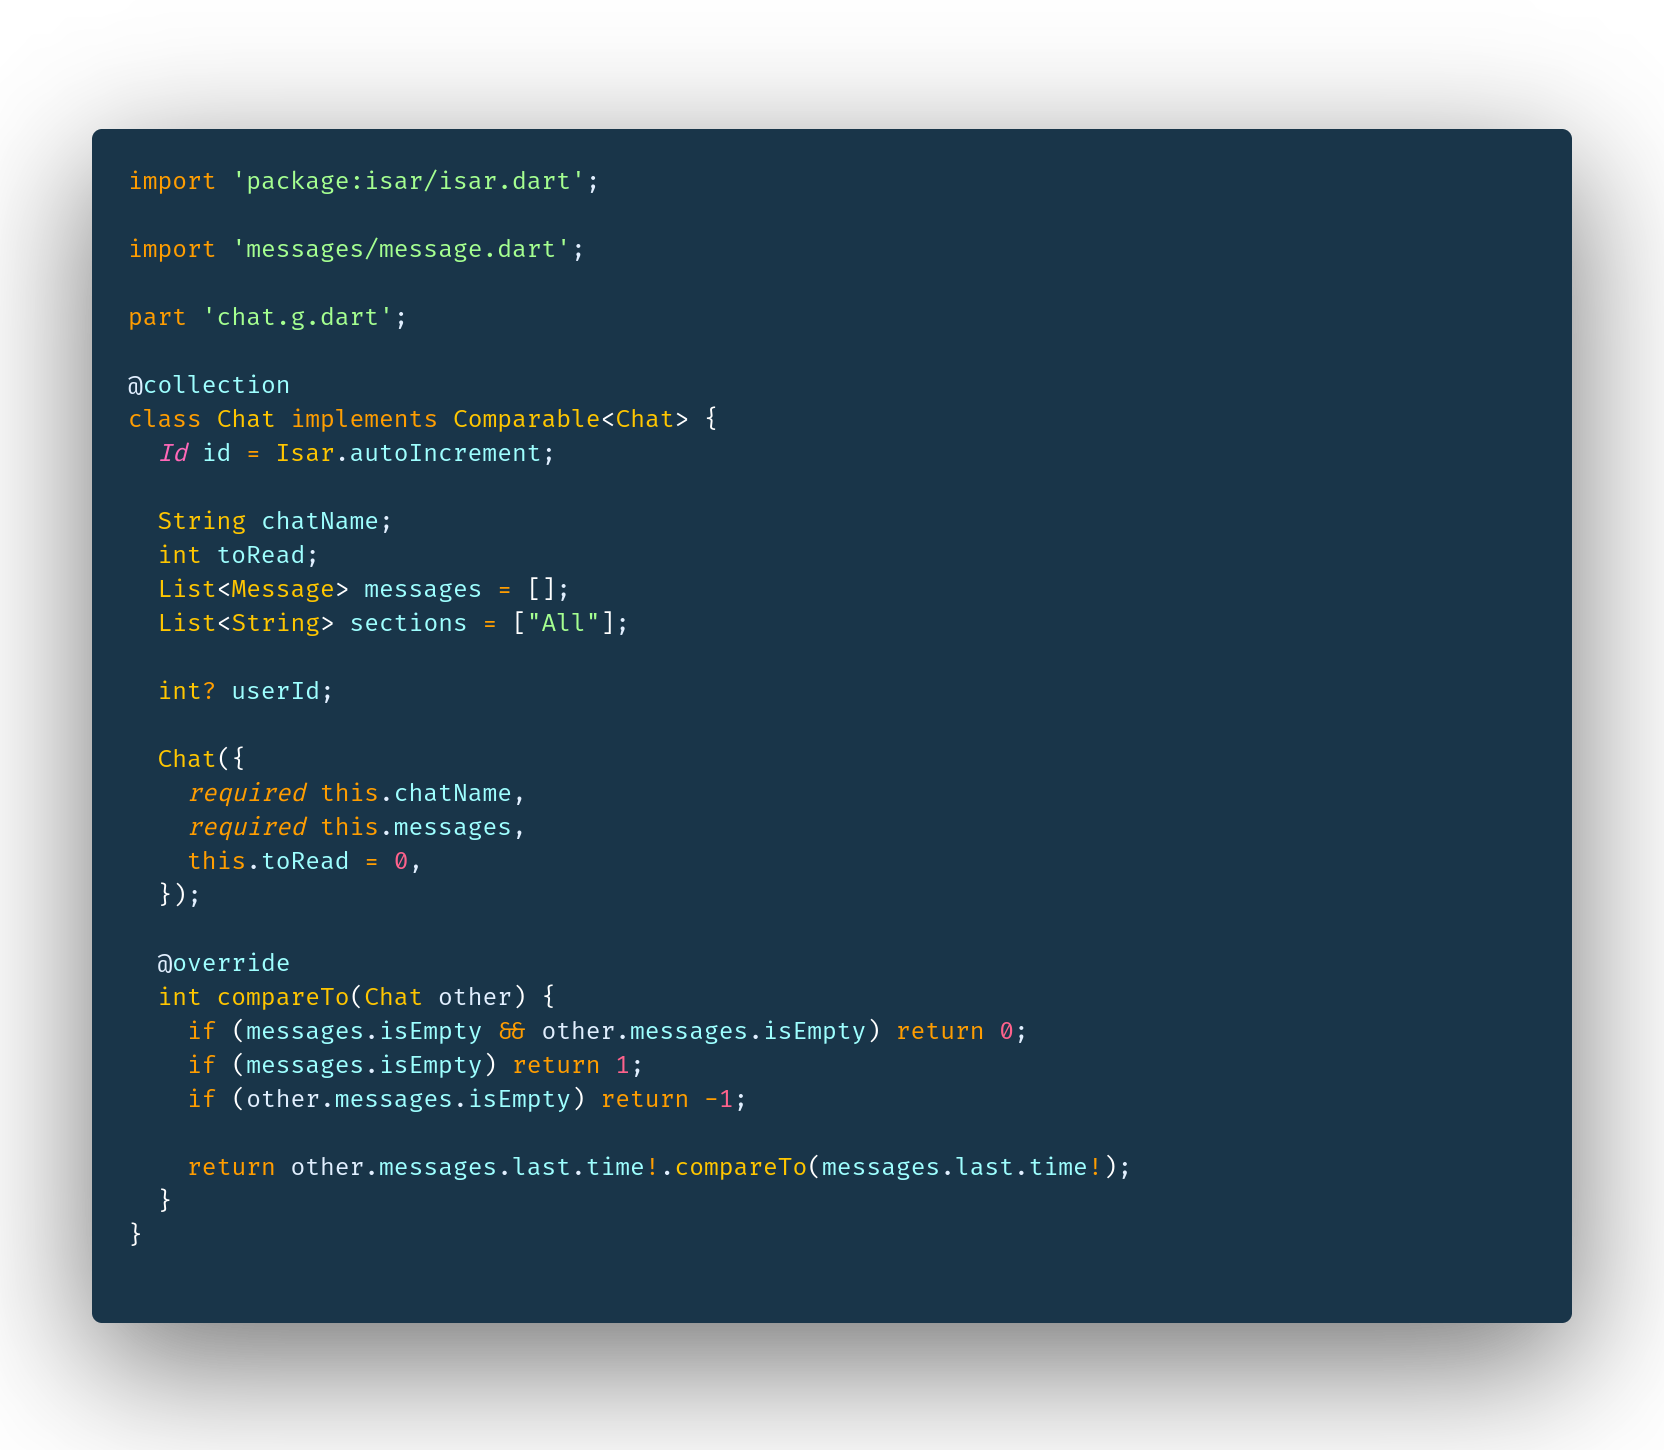 import 'package:isar/isar.dart';
import 'messages/message.dart';
part 'chat.g.dart';
@collection
class Chat implements Comparable<Chat> {
  Id id = Isar.autoIncrement;
  String chatName;
  int toRead;
  List<Message> messages = [];
  List<String> sections = ["All"];
  int? userId;
  Chat({
    required this.chatName,
    required this.messages,
    this.toRead = 0,
  });
  @override
  int compareTo(Chat other) {
    if (messages.isEmpty && other.messages.isEmpty) return 0;
    if (messages.isEmpty) return 1;
    if (other.messages.isEmpty) return -1;
    return other.messages.last.time!.compareTo(messages.last.time!);
  }
}